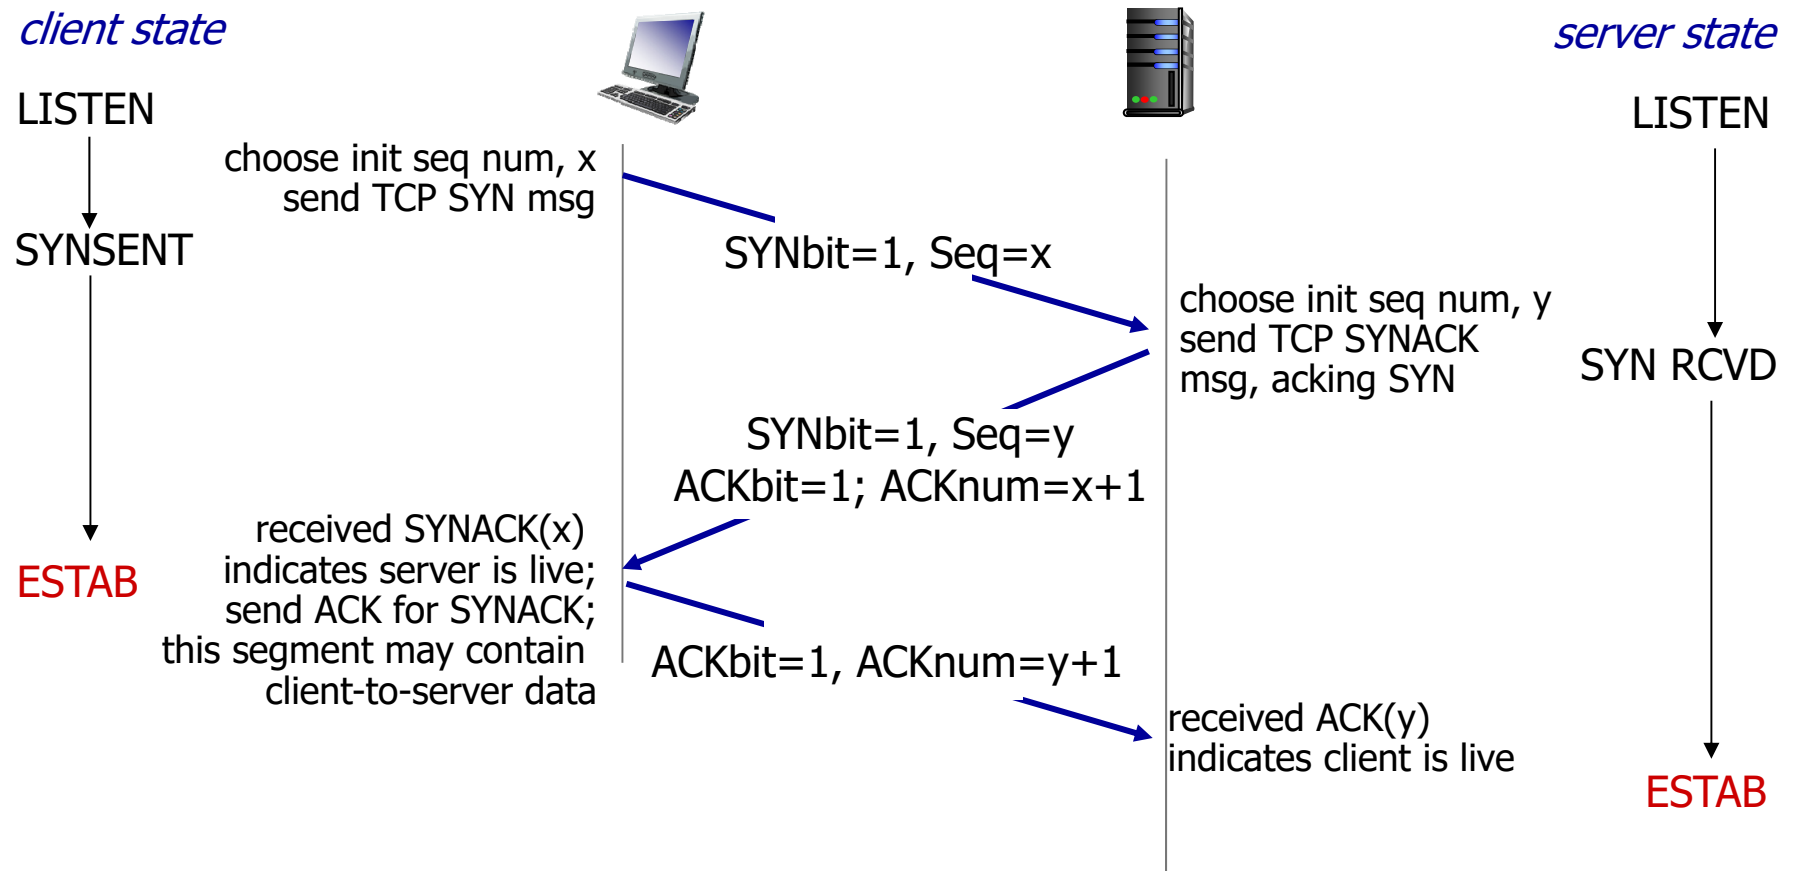 client state
server state
LISTEN
LISTEN
choose init seq num, x
send TCP SYN msg
SYNSENT
SYNbit=1, Seq=x
choose init seq num, y
send TCP SYNACK
msg, acking SYN
SYN RCVD
SYNbit=1, Seq=y
ACKbit=1; ACKnum=x+1
received SYNACK(x)
indicates server is live;
send ACK for SYNACK;
this segment may contain
client-to-server data
ESTAB
ACKbit=1, ACKnum=y+1
received ACK(y)
indicates client is live
ESTAB